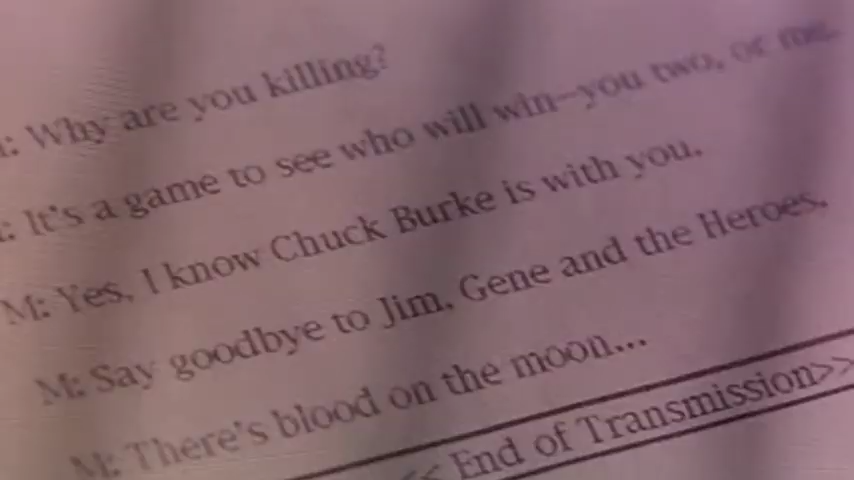 : Why are you killing?
: It's a game to see who will win--you two, or me.
M: Yes, I know Chuck Burke is with you.
M: Say goodbye to Jim, Gene and the Heroes.
M: There's blood on the moon...
<< End of Transmission>>